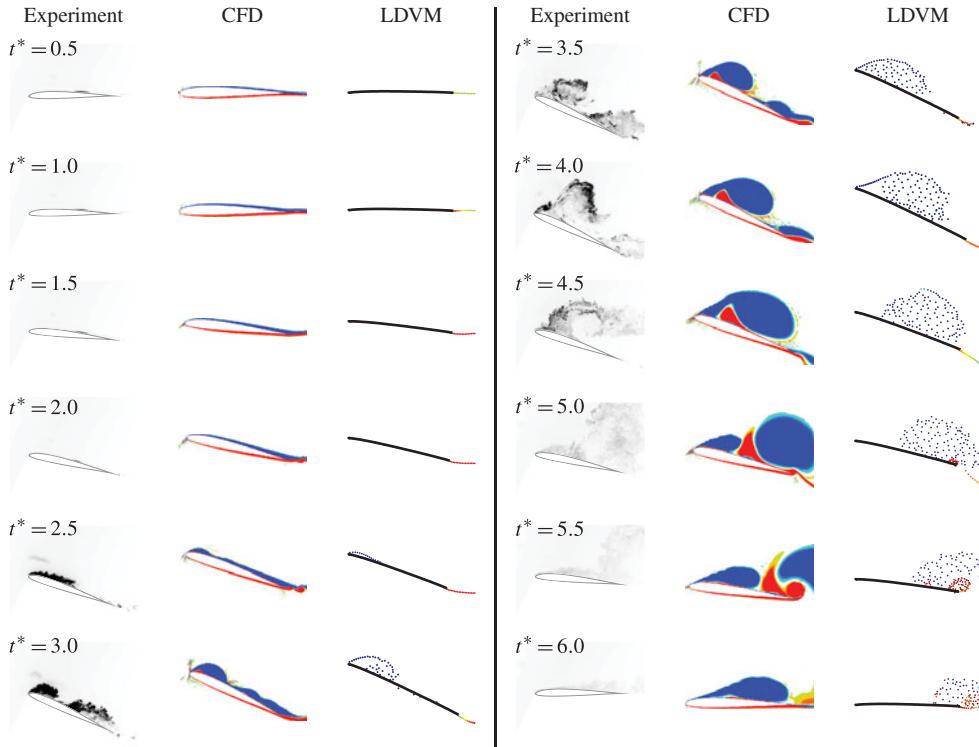 Experiment CFD LDVM
t* = 0.5
t* = 1.0
t* = 1.5
t* = 2.0
t* = 2.5
t* = 3.0
Experiment CFD LDVM
t* = 3.5
t* = 4.0
t* = 4.5
t* = 5.0
t* = 5.5
t* = 6.0